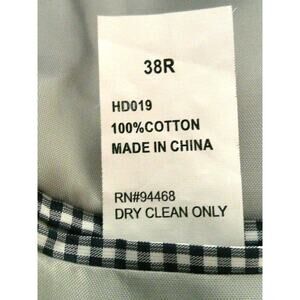 38R
HD019
100%COTTON
MADE IN CHINA
RN#94468
DRY CLEAN ONLY